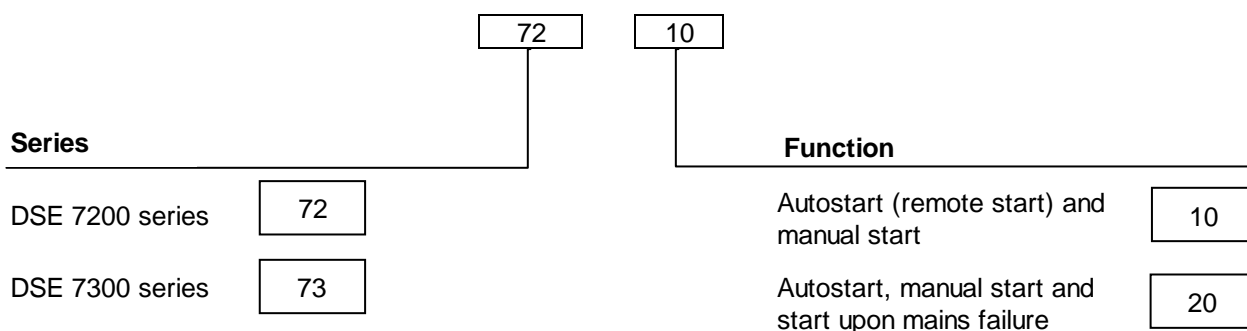 72 10
Series
Function
DSE 7200 series 72
Autostart (remote start) and
manual start
10
DSE 7300 series 73
Autostart, manual start and
start upon mains failure
20